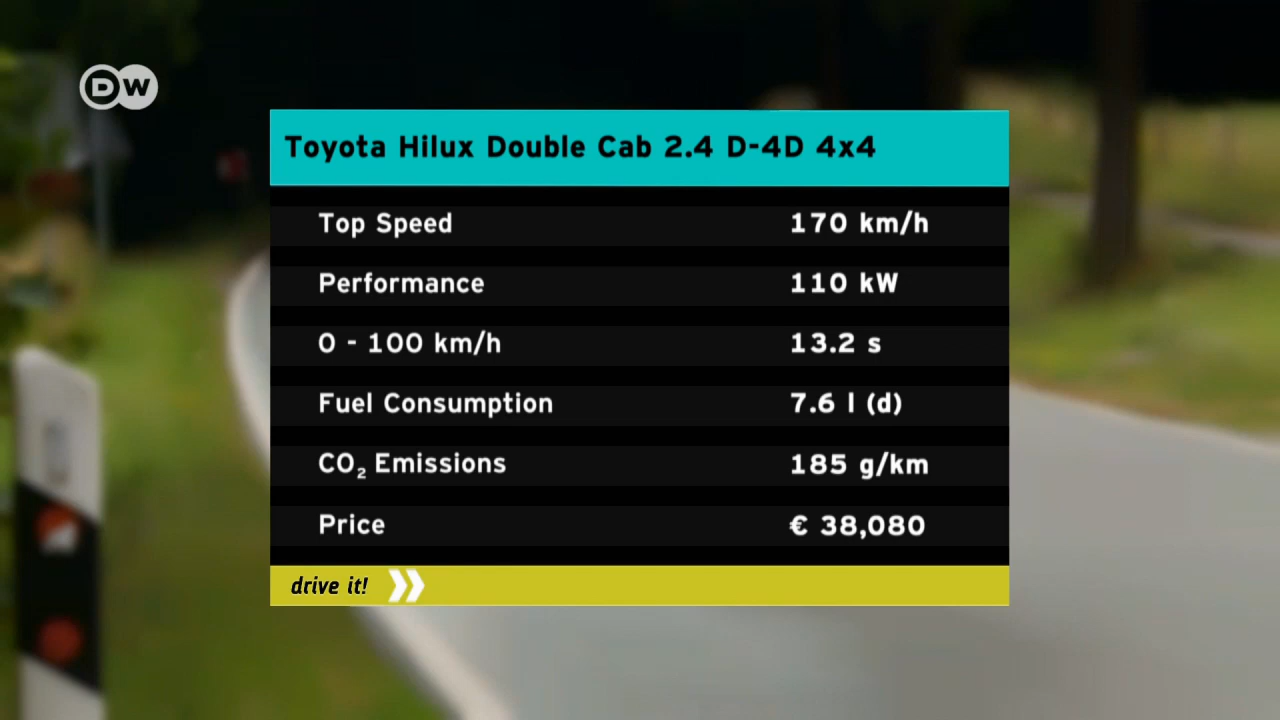 DW
Toyota Hilux Double Cab 2.4 D-4D 4x4
Top Speed 170 km/h
Performance 110 kW
0 - 100 km/h 13.2 s
Fuel Consumption 7.6 l (d)
CO₂ Emissions 185 g/km
Price € 38,080
drive it!